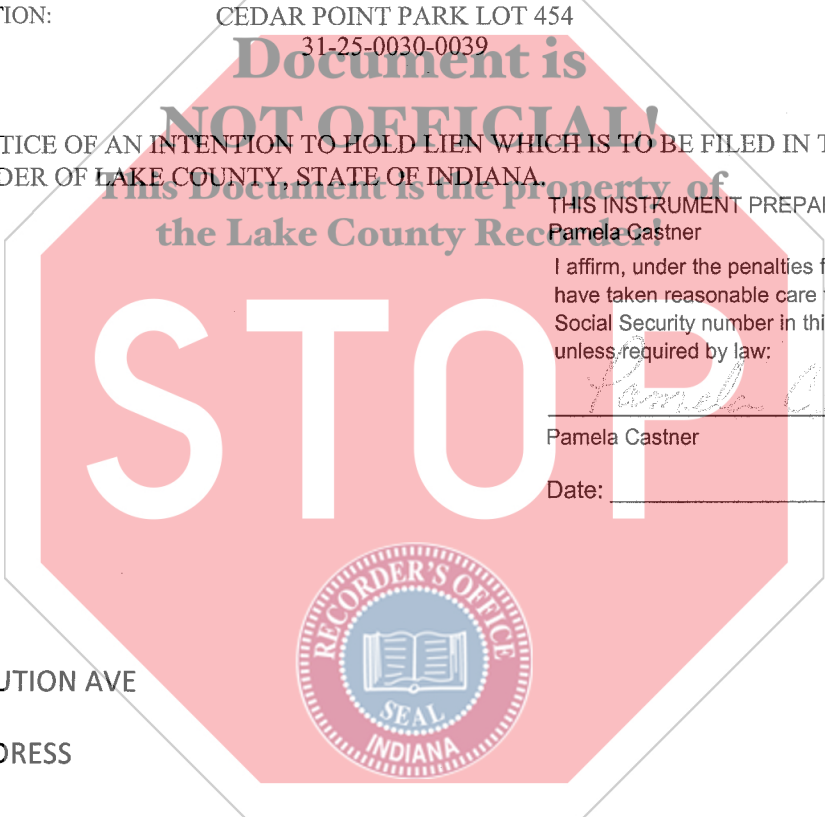 TION: CEDAR POINT PARK LOT 454
31-25-0030-0039
Document is
NOT OFFICIAL!
TICE OF AN INTENTION TO HOLD LIEN WHICH IS TO BE FILED IN T
DER OF LAKE COUNTY, STATE OF INDIANA.
This Document is the property of
the Lake County Recorder!
THIS INSTRUMENT PREPA
Pamela Castner
I affirm, under the penalties f
have taken reasonable care
Social Security number in thi
unless required by law:
Pamela C
Pamela Castner
Date:
STOP
RECORDER'S OFFICE
SEAL
INDIANA
UTION AVE
DRESS